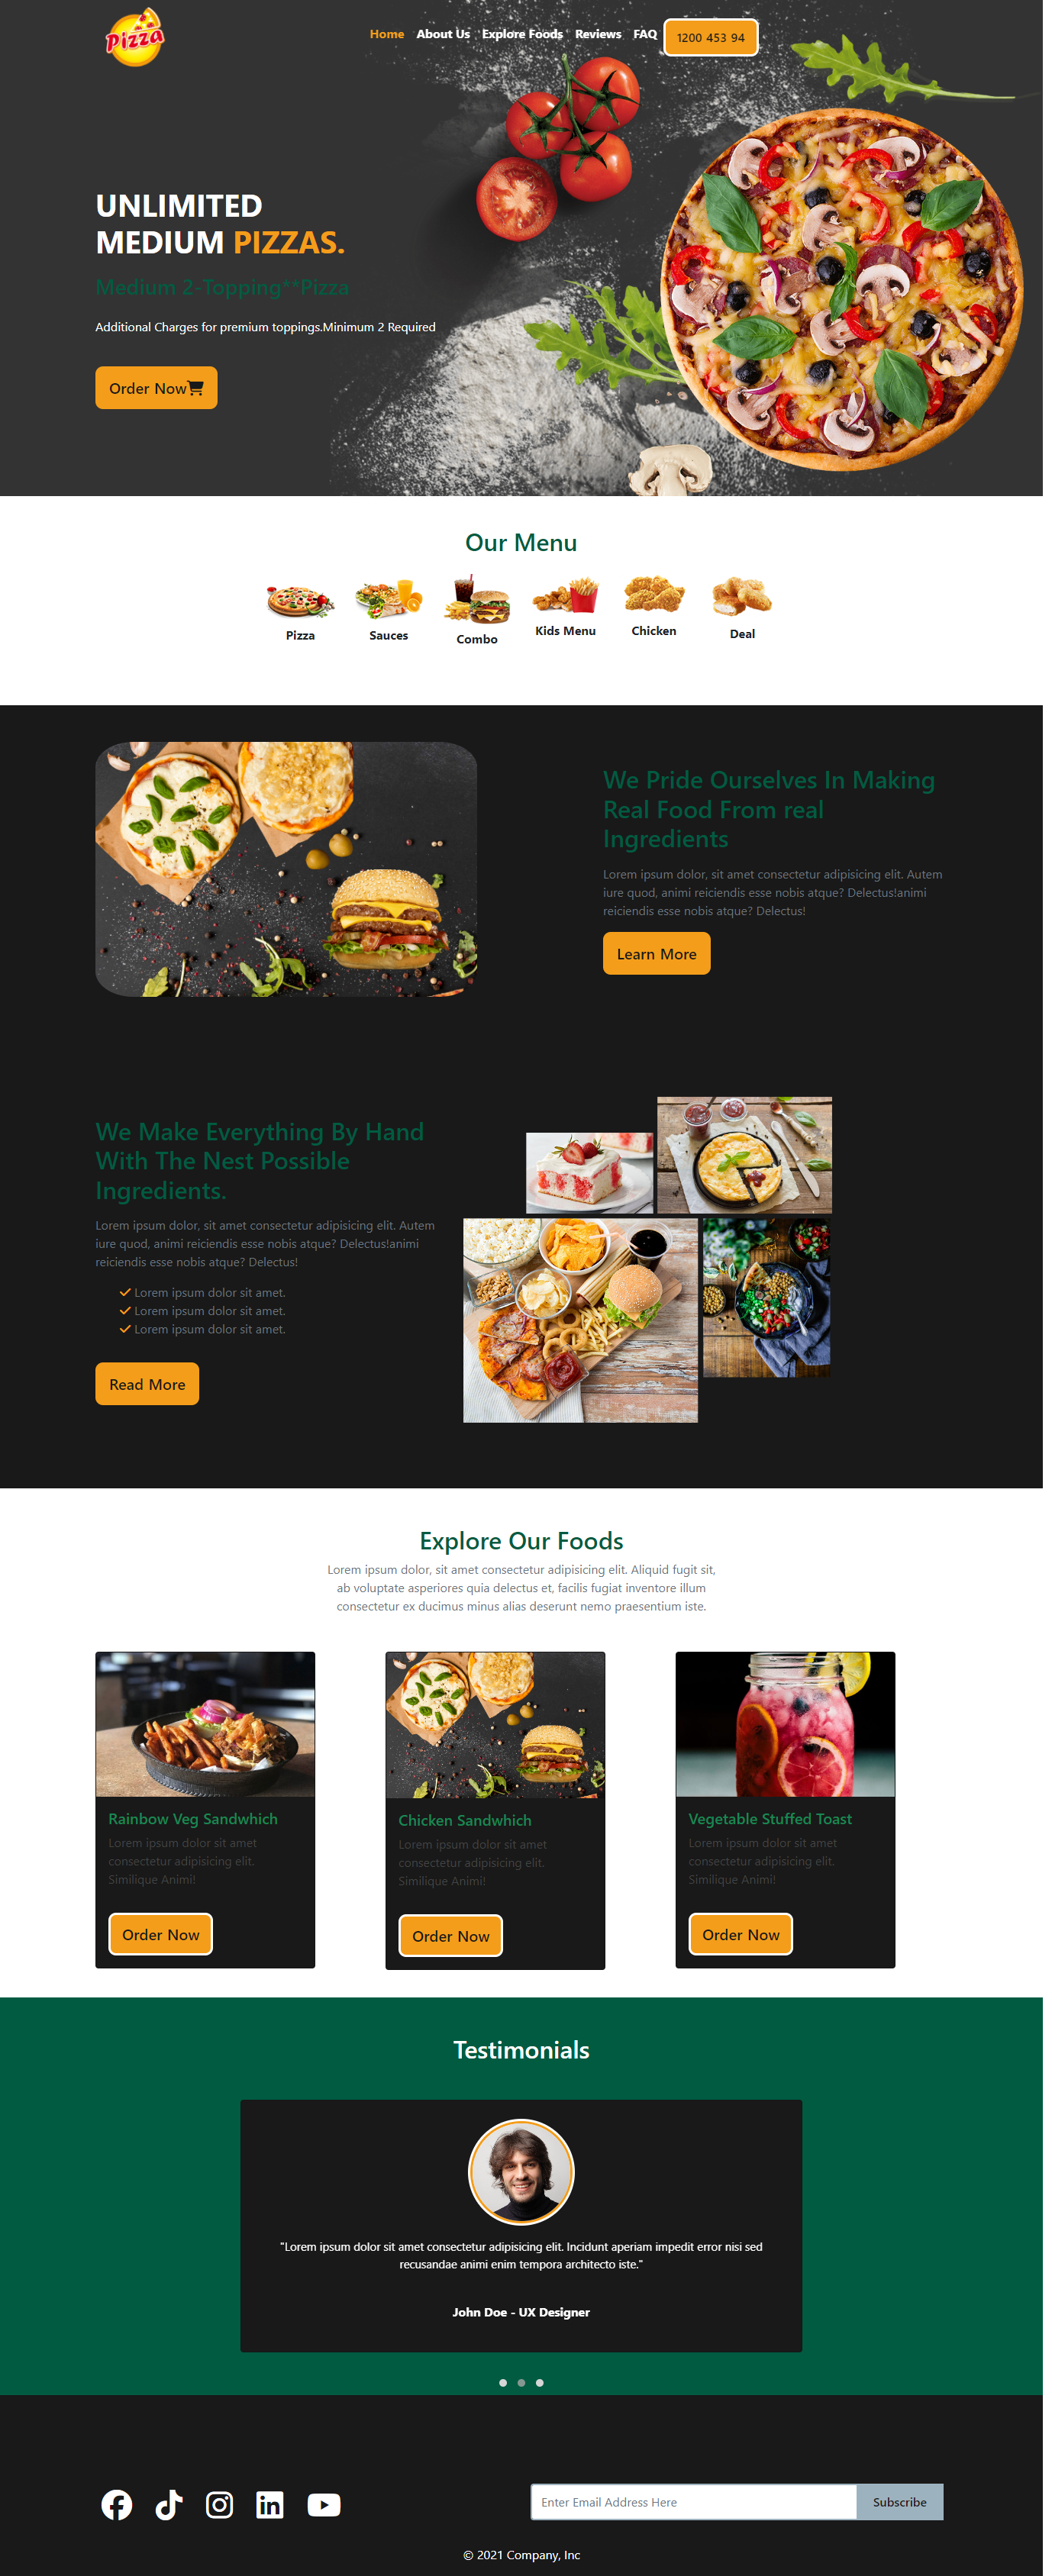 Pizza
Home About Us Explore Foods Reviews FAQ 1200 453 94
UNLIMITED
MEDIUM PIZZAS.
Medium 2-Topping**Pizza
Additional Charges for premium toppings.Minimum 2 Required
Order Now
Our Menu
Pizza Sauces Combo Kids Menu Chicken Deal
We Pride Ourselves In Making
Real Food From real
Ingredients
Lorem ipsum dolor, sit amet consectetur adipisicing elit. Autem
iure quod, animi reiciendis esse nobis atque? Delectus!animi
reiciendis esse nobis atque? Delectus!
Learn More
We Make Everything By Hand
With The Nest Possible
Ingredients.
Lorem ipsum dolor, sit amet consectetur adipisicing elit. Autem
iure quod, animi reiciendis esse nobis atque? Delectus!animi
reiciendis esse nobis atque? Delectus!
Lorem ipsum dolor sit amet.
Lorem ipsum dolor sit amet.
Lorem ipsum dolor sit amet.
Read More
Explore Our Foods
Lorem ipsum dolor, sit amet consectetur adipisicing elit. Aliquid fugit sit,
ab voluptate asperiores quia delectus et, facilis fugiat inventore illum
consectetur ex ducimus minus alias deserunt nemo praesentium iste.
Rainbow Veg Sandwhich
Lorem ipsum dolor sit amet
consectetur adipisicing elit.
Similique Animi!
Order Now
Chicken Sandwhich
Lorem ipsum dolor sit amet
consectetur adipisicing elit.
Similique Animi!
Order Now
Vegetable Stuffed Toast
Lorem ipsum dolor sit amet
consectetur adipisicing elit.
Similique Animi!
Order Now
Testimonials
"Lorem ipsum dolor sit amet consectetur adipisicing elit. Incidunt aperiam impedit error nisi sed
recusandae animi enim tempora architecto iste."
John Doe - UX Designer
Enter Email Address Here Subscribe
© 2021 Company, Inc